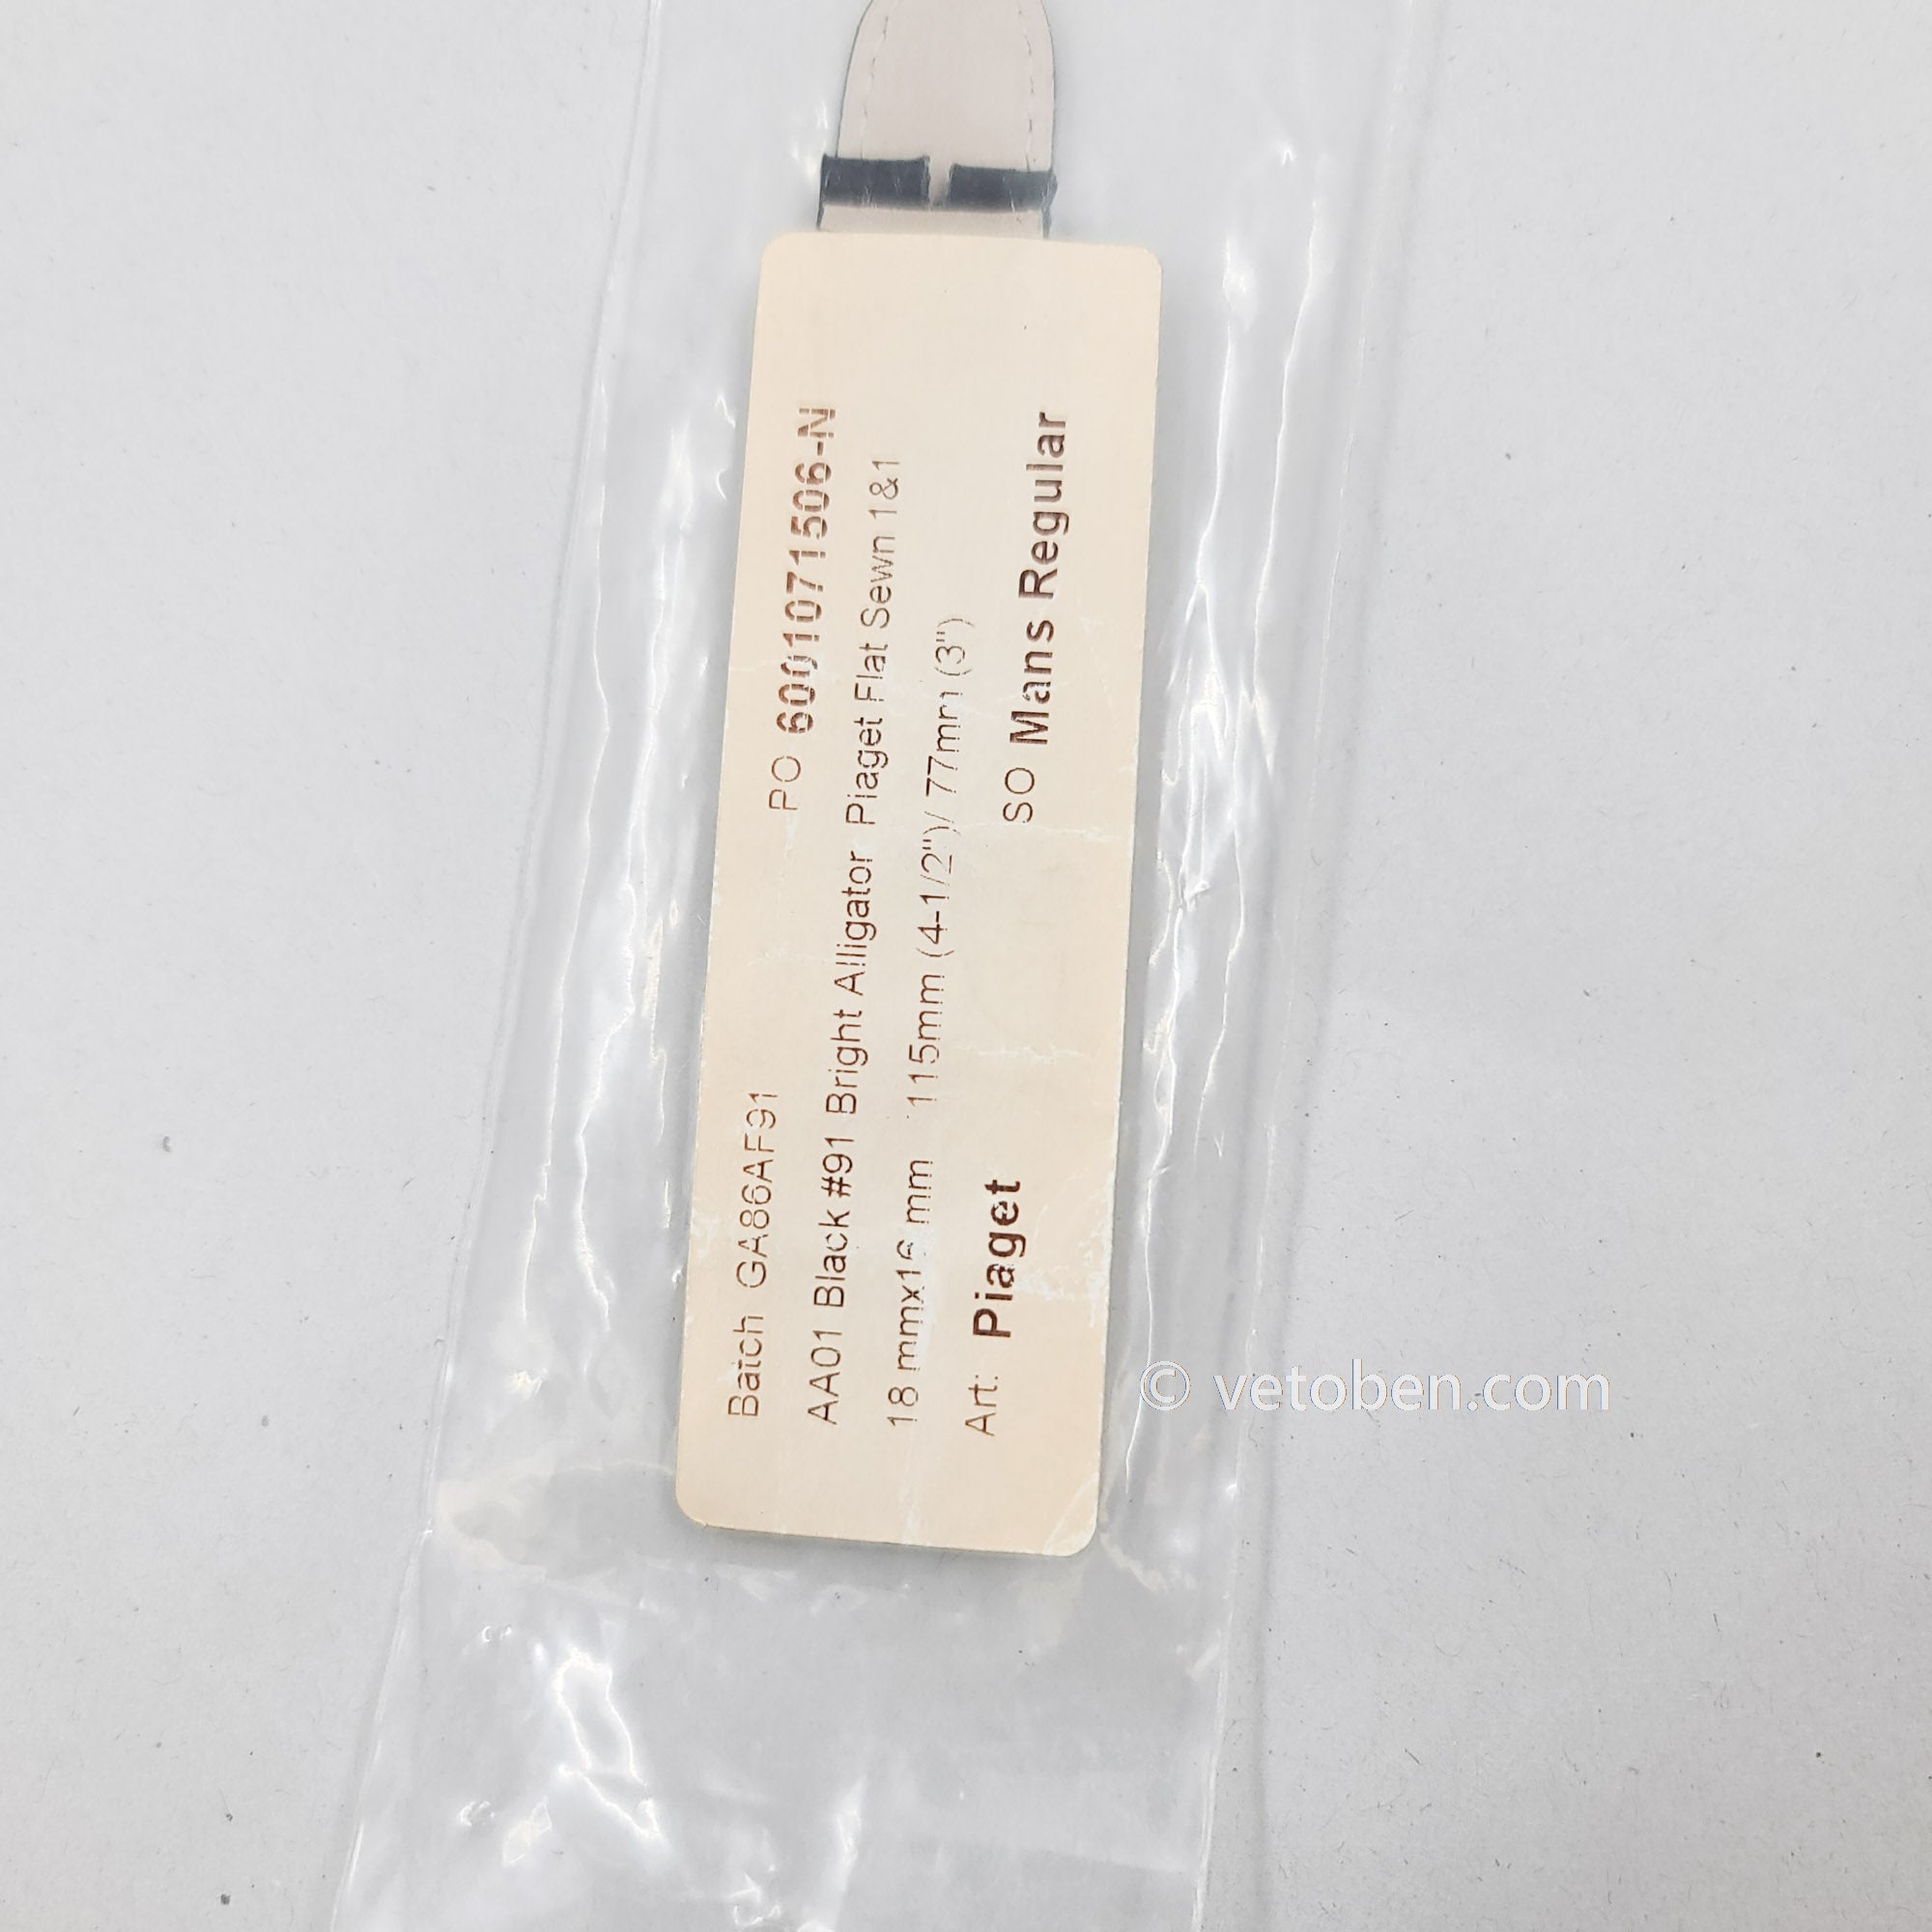 Batch GA86AF91 PO 6001071506-N
AA01 Black #91 Bright Alligator Piaget Flat Sewn 1&1
18 mmx16 mm 115mm (4-1/2")/ 77mm (3")
Art: Piaget SO Mans Regular
© vetoben.com